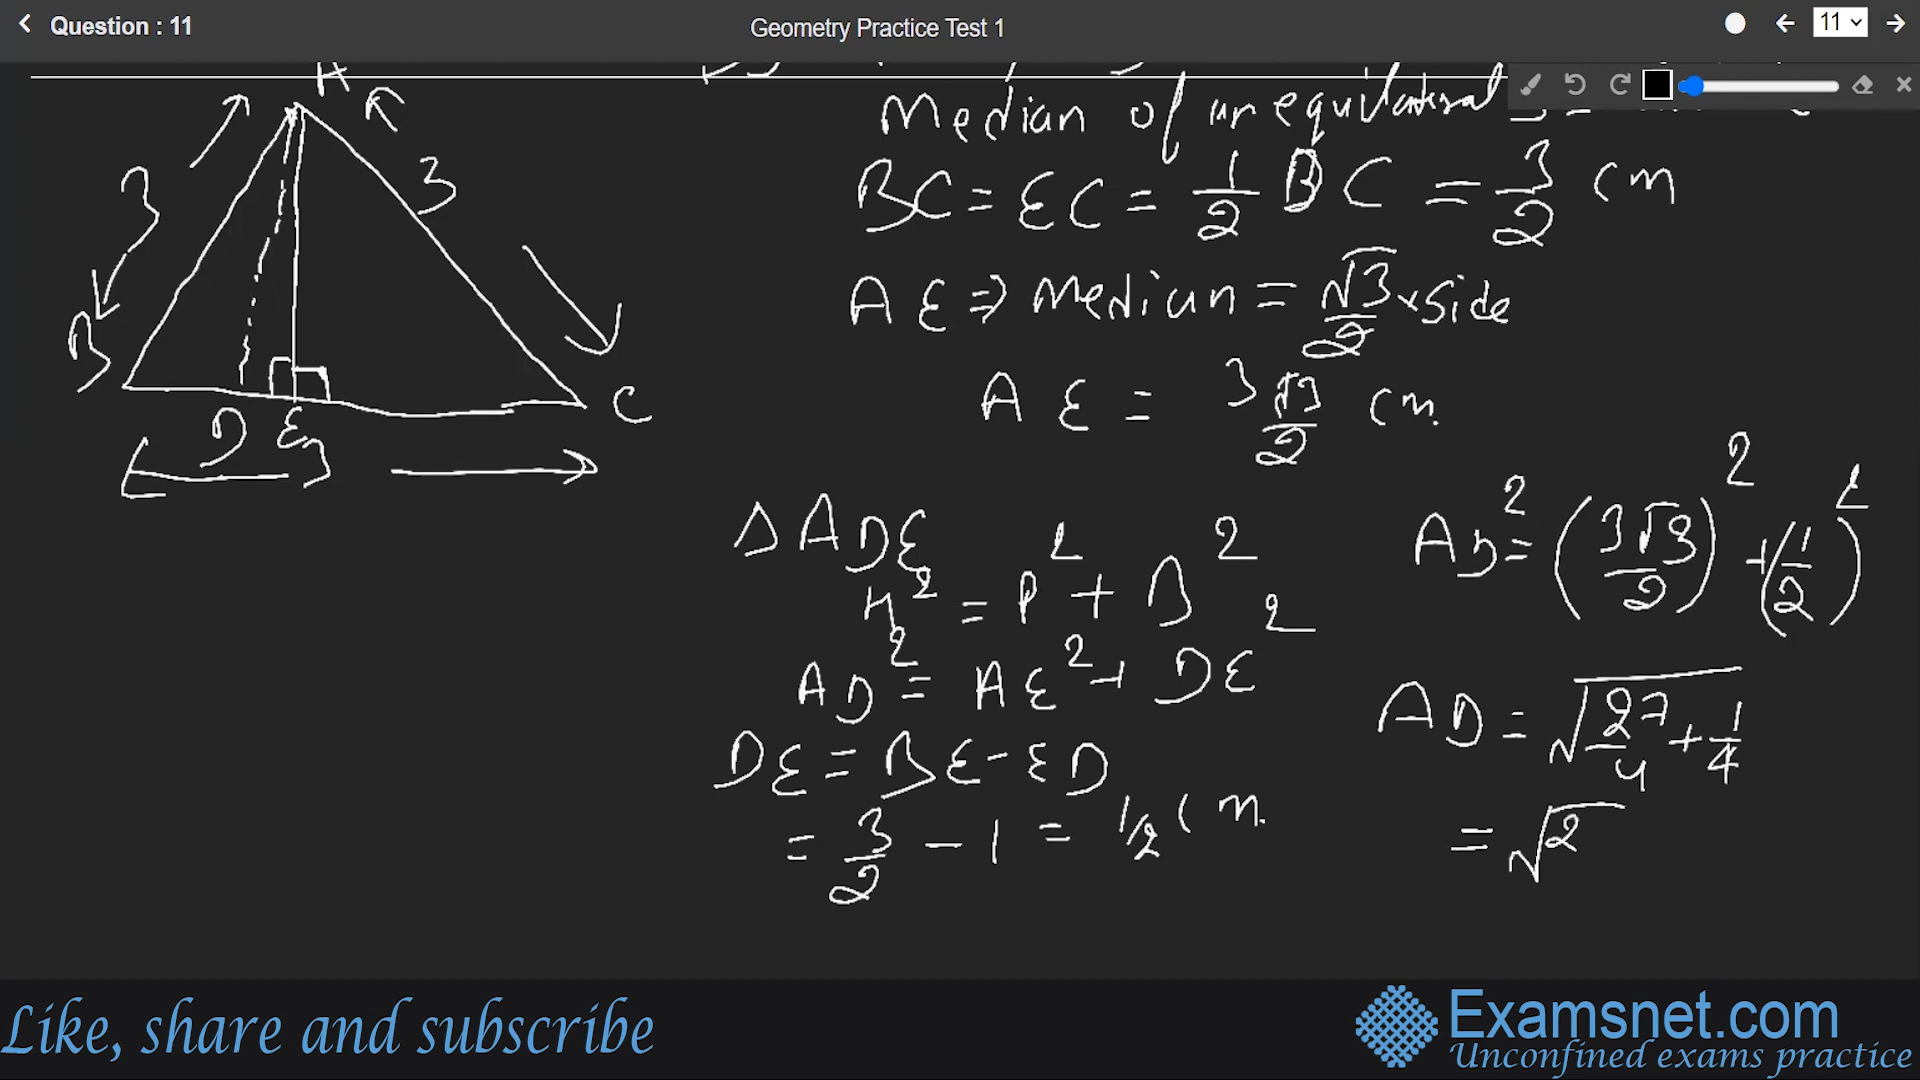 Question : 11
Geometry Practice Test 1
11
A
Median of un equilateral
3
3
BC = EC = 1/2 BC = 3/2 cm
AE ⇒ Median = √3/2 × Side
B
C
D E
3
AE = 3√3/2 cm.
ΔADE
H² = P² + B²
AD² = AE² + DE²
DE = BE - ED
= 3/2 - 1 = 1/2 cm.
AD² = (3√3/2)² + (1/2)²
AD = √27/4 + 1/4
= √2
Like, share and subscribe
Examsnet.com
Unconfined exams practice